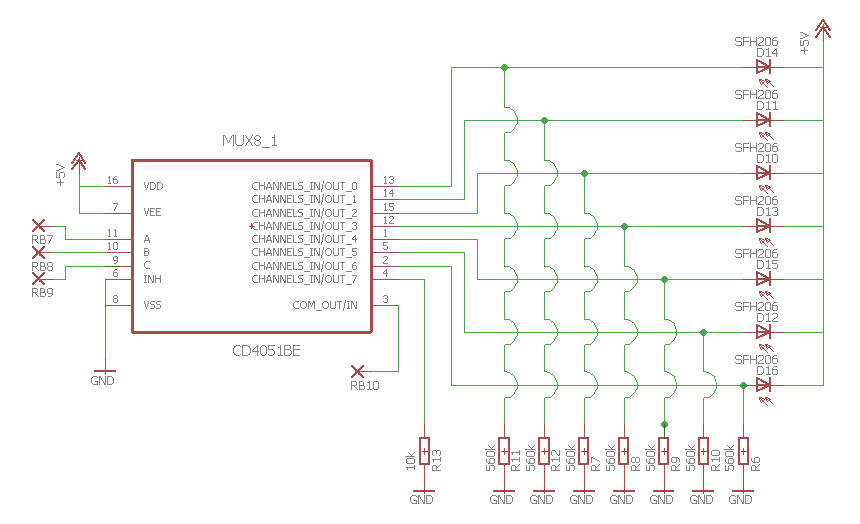 SFH206
D14
+5V
SFH206
D11
MUX8_1
SFH206
D10
+5V
16 VDD CHANNELS_IN/OUT_0 13
CHANNELS_IN/OUT_1 14
SFH206
D13
7 VEE CHANNELS_IN/OUT_2 15
CHANNELS_IN/OUT_3 12
RB7 11 A CHANNELS_IN/OUT_4 1
RB8 10 B CHANNELS_IN/OUT_5 5
SFH206
D15
RB9 9 C CHANNELS_IN/OUT_6 2
6 INH CHANNELS_IN/OUT_7 4
8 VSS COM_OUT/IN 3
SFH206
D12
CD4051BE
SFH206
D16
GND
RB10
10k R13
560k R11
560k R12
560k R7
560k R8
560k R9
560k R10
560k R6
GND GND GND GND GND GND GND GND